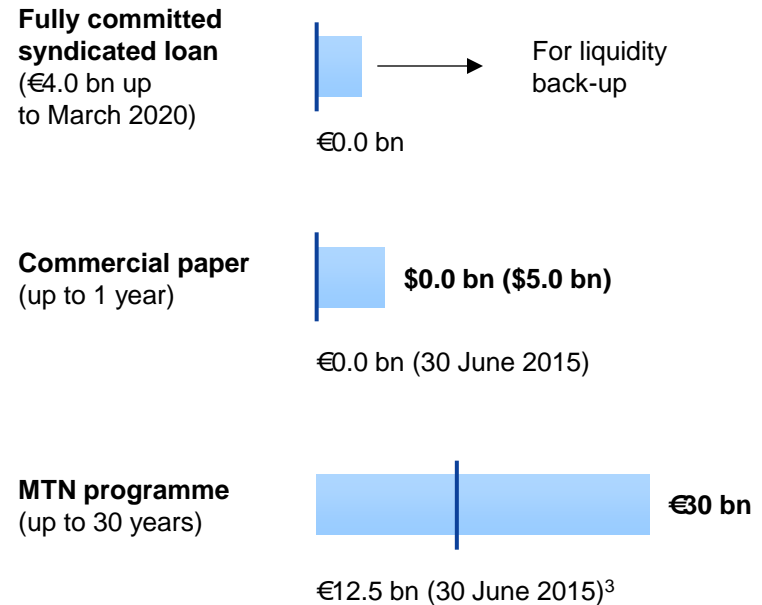 Fully committed
syndicated loan
(€4.0 bn up
to March 2020)
For liquidity
back-up
€0.0 bn
Commercial paper
(up to 1 year)
$0.0 bn ($5.0 bn)
€0.0 bn (30 June 2015)
MTN programme
(up to 30 years)
€30 bn
€12.5 bn (30 June 2015)³